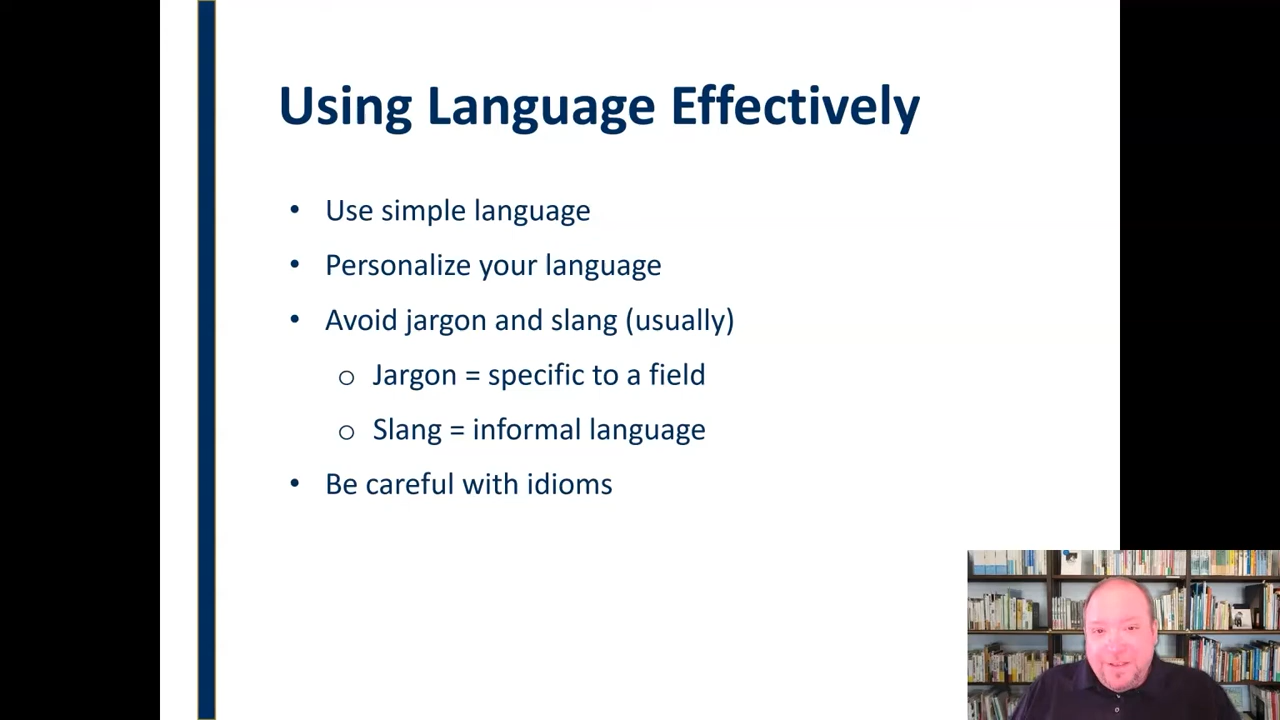 Using Language Effectively
• Use simple language
• Personalize your language
• Avoid jargon and slang (usually)
o Jargon = specific to a field
o Slang = informal language
• Be careful with idioms